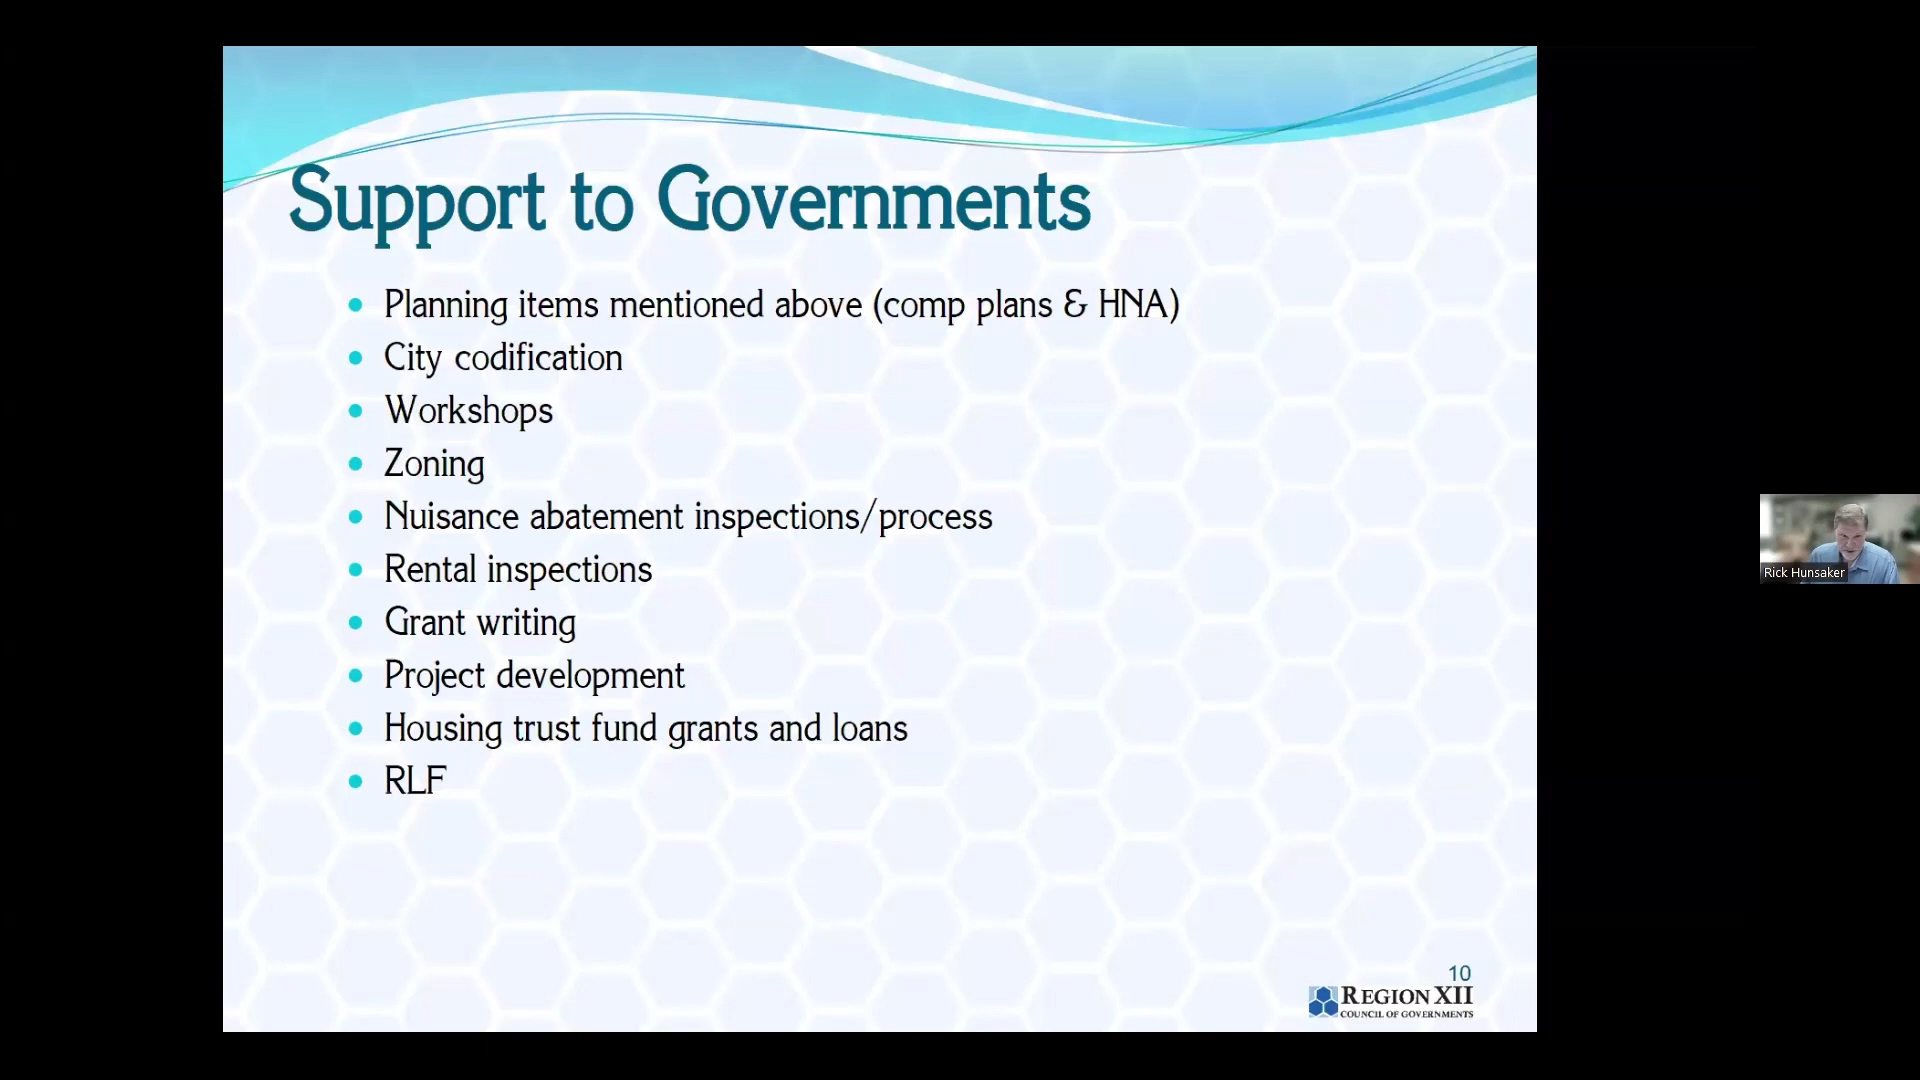 Support to Governments
Planning items mentioned above (comp plans & HNA)
City codification
Workshops
Zoning
Nuisance abatement inspections/process
Rental inspections
Grant writing
Project development
Housing trust fund grants and loans
RLF
10
REGION XII
COUNCIL OF GOVERNMENTS
Rick Hunsaker